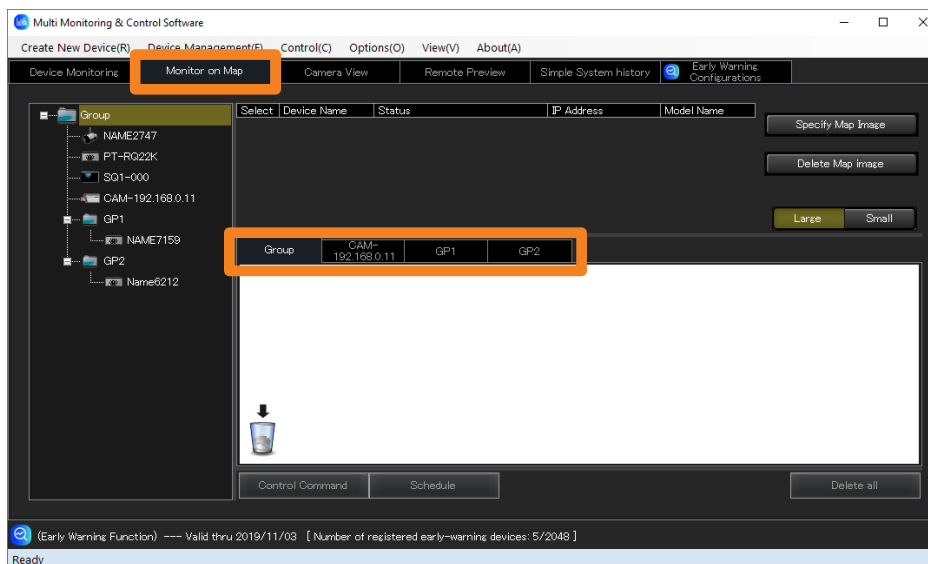 Multi Monitoring & Control Software
Create New Device(R) Device Management(E) Control(C) Options(O) View(V) About(A)
Device Monitoring Monitor on Map Camera View Remote Preview Simple System history Early Warning Configurations
Select Device Name Status IP Address Model Name
Group
NAME2747
PT-RQ22K
SQ1-000
CAM-192.168.0.11
GP1
NAME7159
GP2
Name6212
Specify Map Image
Delete Map image
Large Small
Group CAM-192.168.0.11 GP1 GP2
Control Command Schedule Delete all
(Early Warning Function) --- Valid thru 2019/11/03 [ Number of registered early-warning devices: 5/2048 ]
Ready